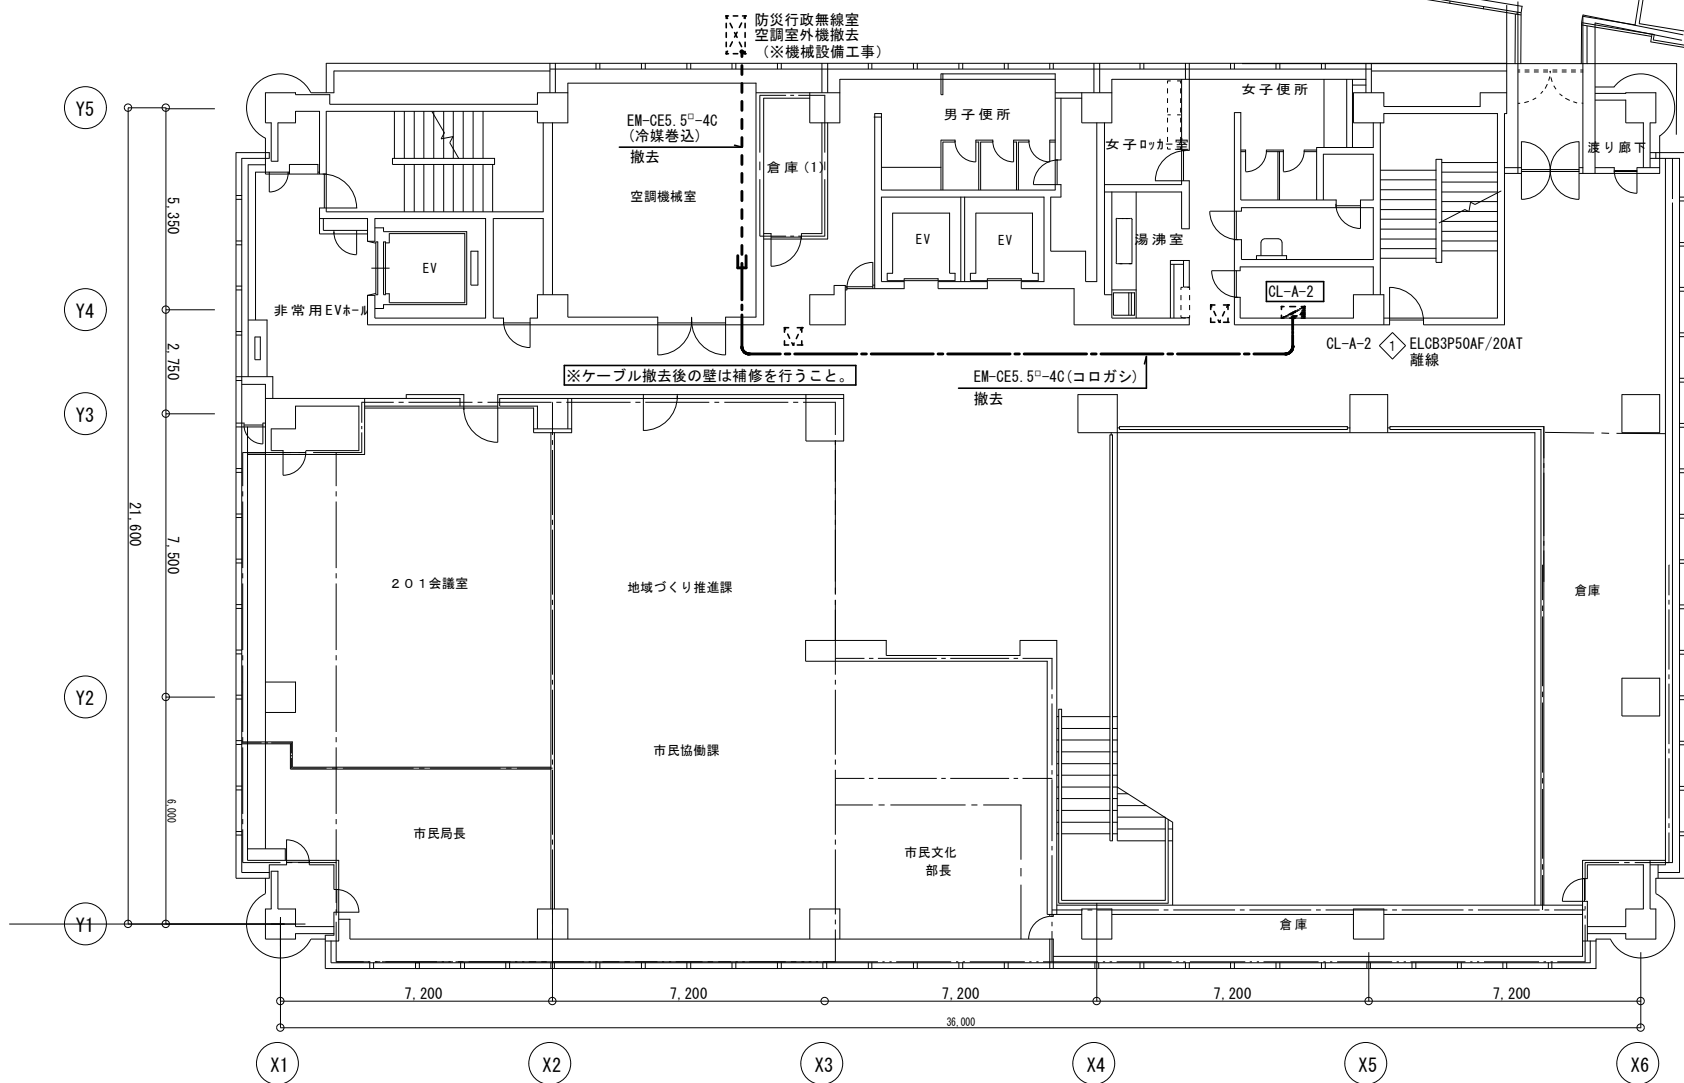 防災行政無線室
空調室外機撤去
(※機械設備工事)
Y5
EM-CE5.5□-4C
(冷媒巻込)
撤去
空調機械室
倉庫(1)
男子便所
女子便所
女子ロッカー室
渡り廊下
5,350
EV
EV
EV
湯沸室
CL-A-2
Y4
非常用EVホール
CL-A-2 1 ELCB3P50AF/20AT
離線
2,750
※ケーブル撤去後の壁は補修を行うこと。
EM-CE5.5□-4C(コロガシ)
撤去
Y3
21,600
7,500
201会議室
地域づくり推進課
倉庫
Y2
市民協働課
6,000
市民局長
市民文化
部長
Y1
倉庫
7,200
7,200
7,200
7,200
7,200
36,000
X1
X2
X3
X4
X5
X6